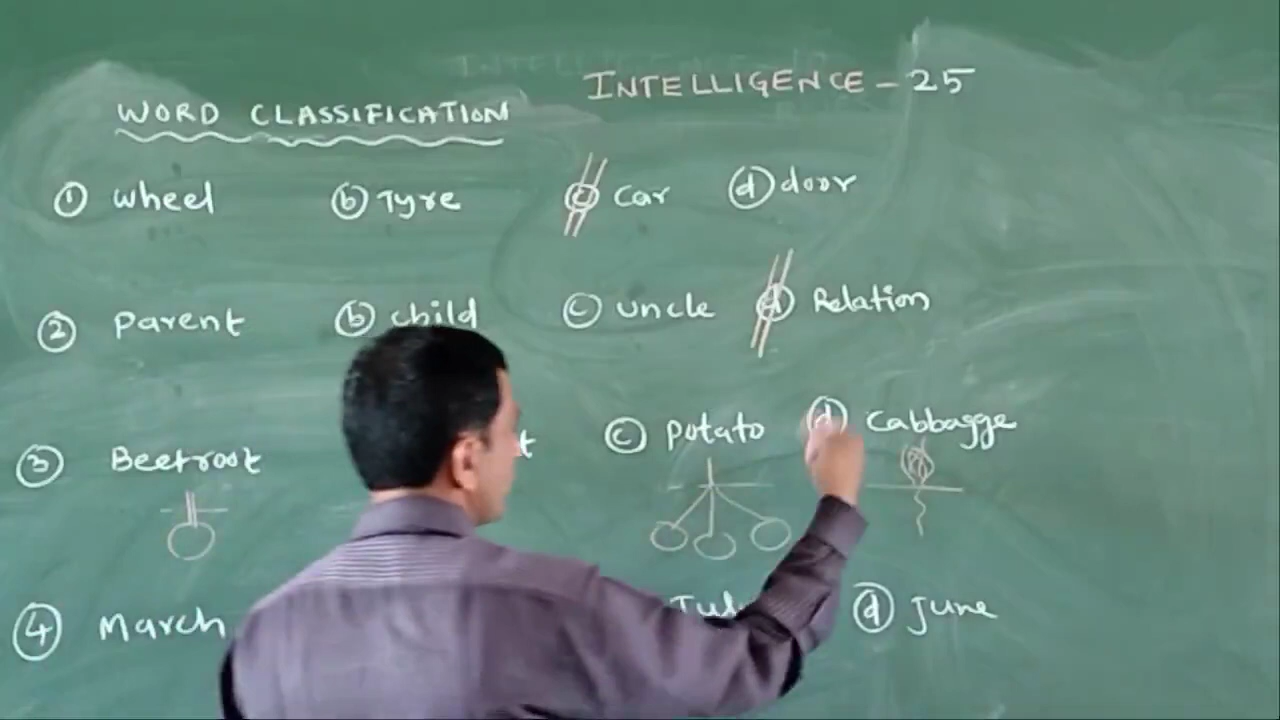 INTELLIGENCE - 25
WORD CLASSIFICATION
① wheel ⓑ Tyre ⓒ Car ⓓ door
② Parent ⓑ child ⓒ uncle ⓓ Relation
③ Beetroot ⓒ potato ⓓ Cabbagge
④ March ⓓ June